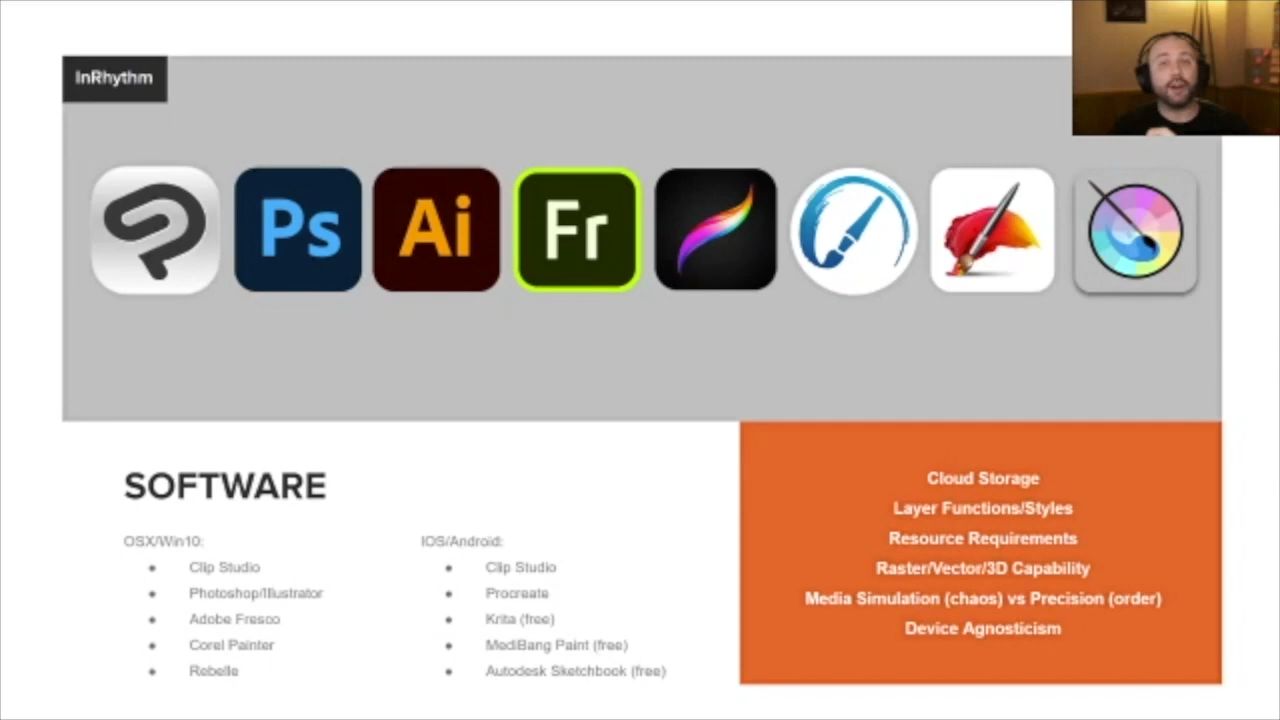 InRhythm
Ps
Ai
Fr
SOFTWARE
OSX/Win10:
• Clip Studio
• Photoshop/Illustrator
• Adobe Fresco
• Corel Painter
• Rebelle
IOS/Android:
• Clip Studio
• Procreate
• Krita (free)
• MediBang Paint (free)
• Autodesk Sketchbook (free)
Cloud Storage
Layer Functions/Styles
Resource Requirements
Raster/Vector/3D Capability
Media Simulation (chaos) vs Precision (order)
Device Agnosticism